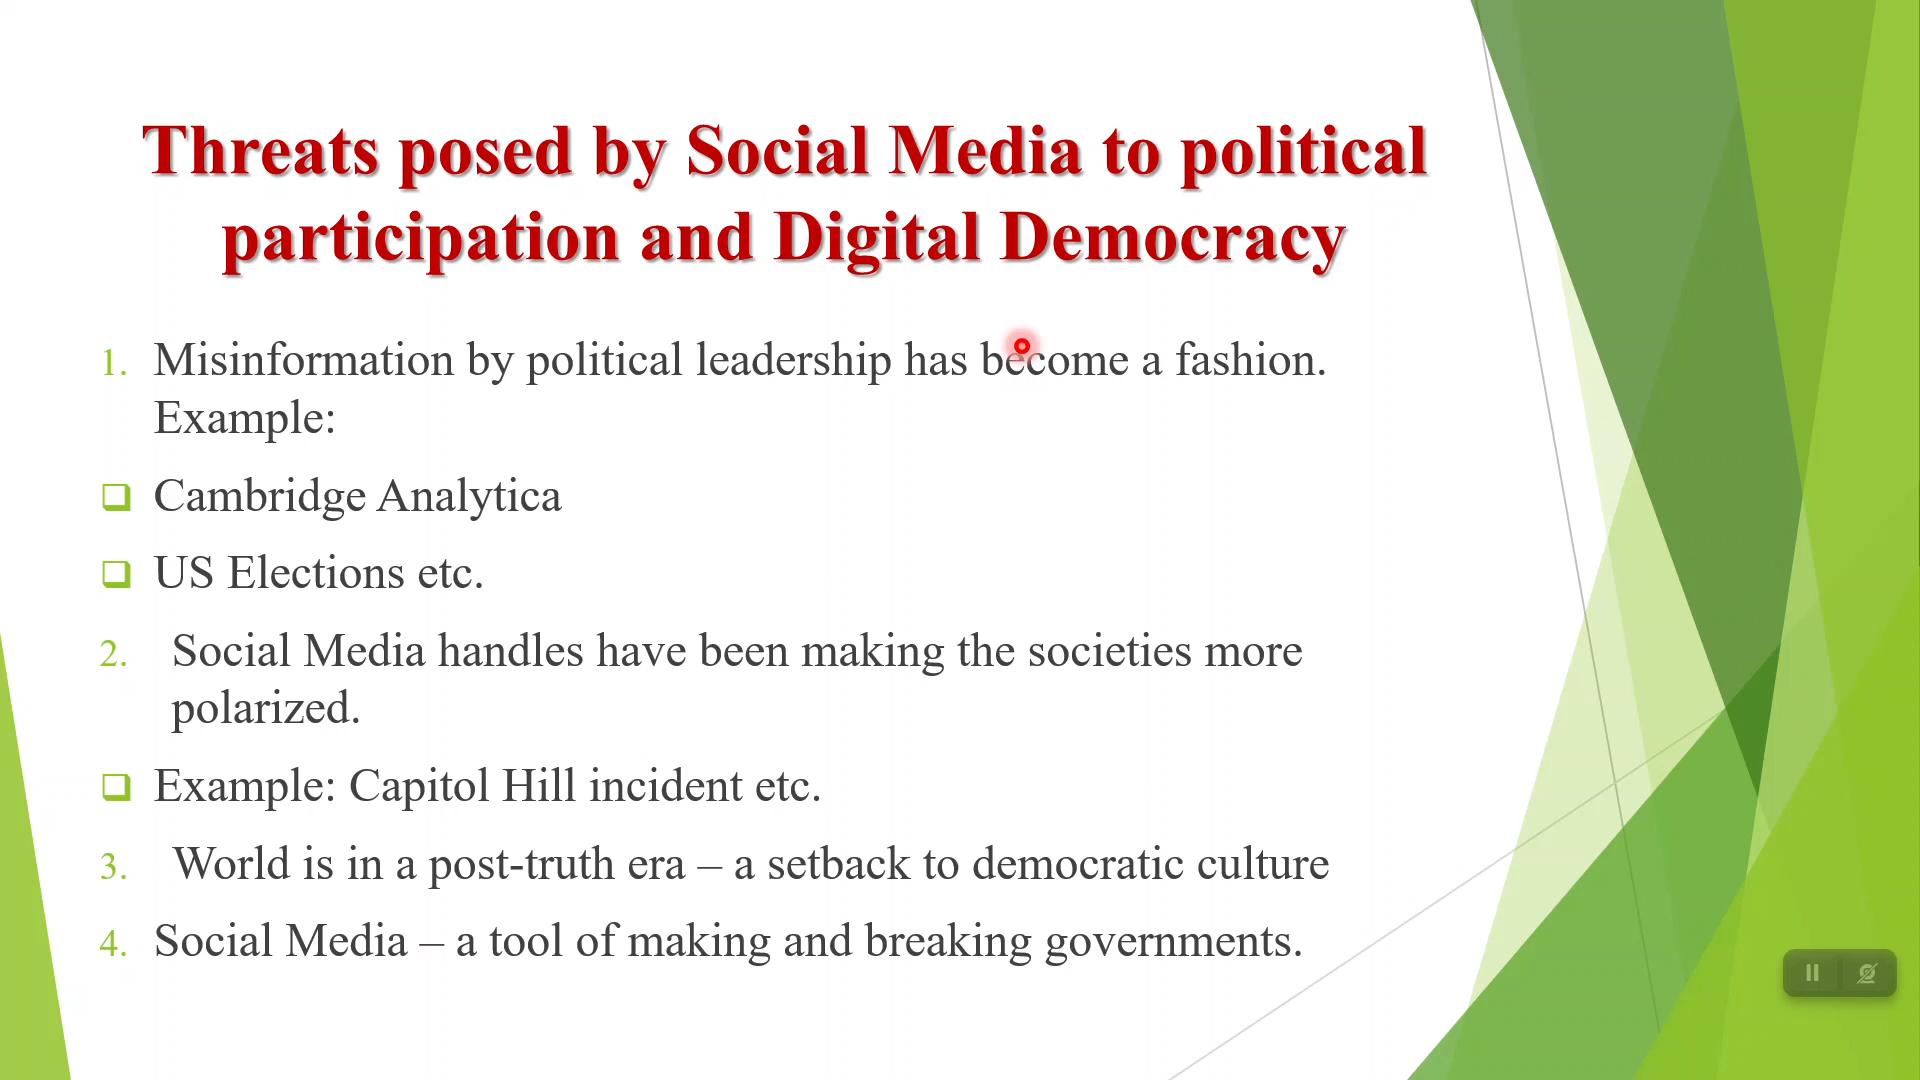 Threats posed by Social Media to political
participation and Digital Democracy
1. Misinformation by political leadership has become a fashion.
Example:
❑ Cambridge Analytica
❑ US Elections etc.
2. Social Media handles have been making the societies more
polarized.
❑ Example: Capitol Hill incident etc.
3. World is in a post-truth era – a setback to democratic culture
4. Social Media – a tool of making and breaking governments.